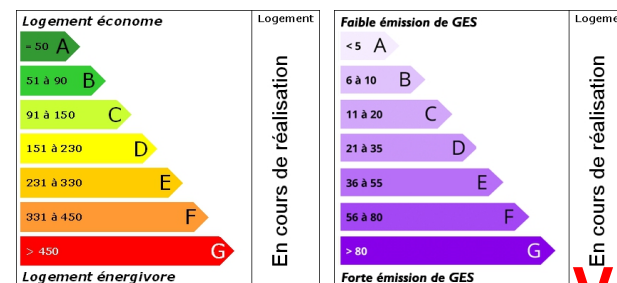 Logement économe
Logement
= 50 A
51 à 90 B
91 à 150 C
151 à 230 D
231 à 330 E
331 à 450 F
> 450 G
Logement énergivore
En cours de réalisation
Faible émission de GES
Logeme
< 5 A
6 à 10 B
11 à 20 C
21 à 35 D
36 à 55 E
56 à 80 F
> 80 G
Forte émission de GES
En cours de réalisation